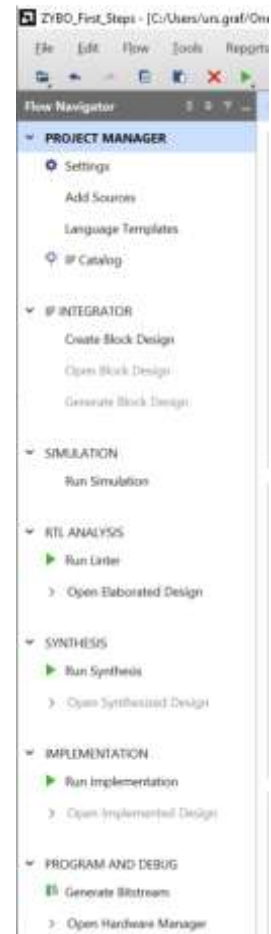 ZYBO_First_Steps - [C:/Users/urs.graf/One
File Edit Flow Tools Reports
Flow Navigator
PROJECT MANAGER
Settings
Add Sources
Language Templates
IP Catalog
IP INTEGRATOR
Create Block Design
Open Block Design
Generate Block Design
SIMULATION
Run Simulation
RTL ANALYSIS
Run Linter
Open Elaborated Design
SYNTHESIS
Run Synthesis
Open Synthesized Design
IMPLEMENTATION
Run Implementation
Open Implemented Design
PROGRAM AND DEBUG
Generate Bitstream
Open Hardware Manager